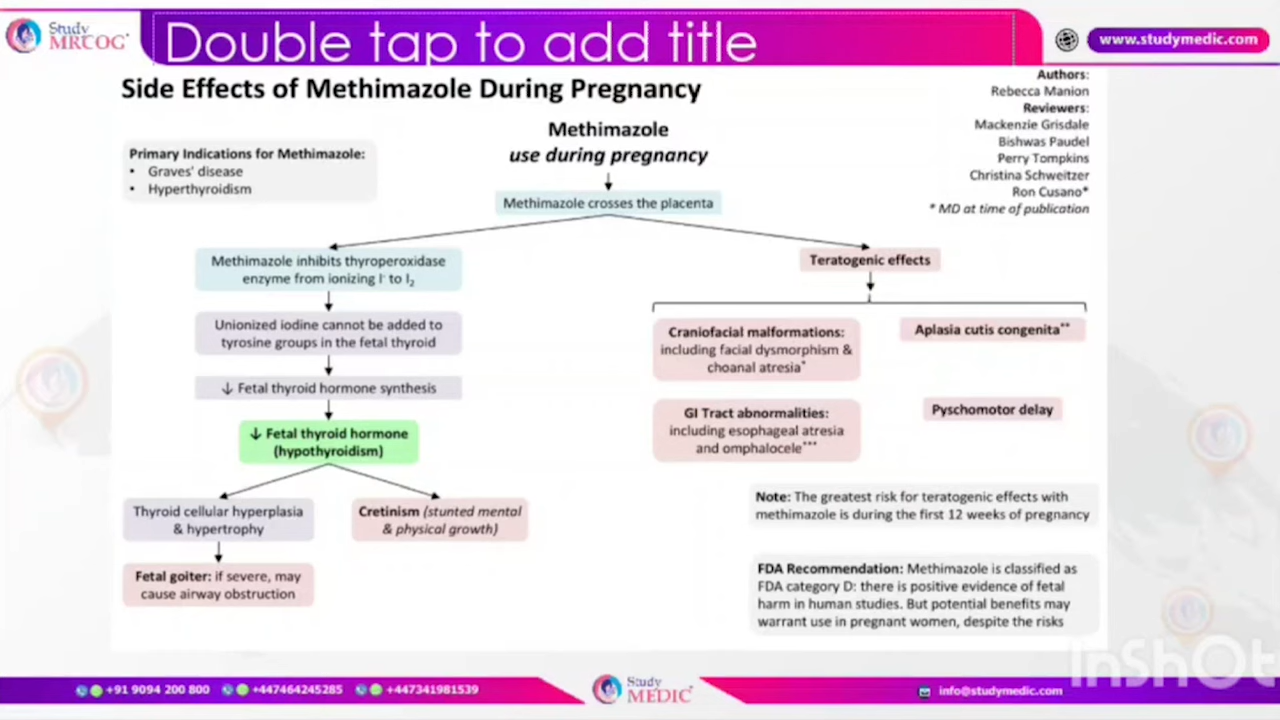 Study
MRCOG
Double tap to add title
www.studymedic.com
Side Effects of Methimazole During Pregnancy
Authors:
Rebecca Manion
Reviewers:
Mackenzie Grisdale
Bishwas Paudel
Perry Tompkins
Christina Schweitzer
Ron Cusano*
* MD at time of publication
Primary Indications for Methimazole:
• Graves' disease
• Hyperthyroidism
Methimazole
use during pregnancy
Methimazole crosses the placenta
Methimazole inhibits thyroperoxidase
enzyme from ionizing I⁻ to I₂
Unionized iodine cannot be added to
tyrosine groups in the fetal thyroid
↓ Fetal thyroid hormone synthesis
↓ Fetal thyroid hormone
(hypothyroidism)
Thyroid cellular hyperplasia
& hypertrophy
Fetal goiter: if severe, may
cause airway obstruction
Cretinism (stunted mental
& physical growth)
Teratogenic effects
Craniofacial malformations:
including facial dysmorphism &
choanal atresia*
Aplasia cutis congenita**
GI Tract abnormalities:
including esophageal atresia
and omphalocele***
Pyschomotor delay
Note: The greatest risk for teratogenic effects with
methimazole is during the first 12 weeks of pregnancy
FDA Recommendation: Methimazole is classified as
FDA category D: there is positive evidence of fetal
harm in human studies. But potential benefits may
warrant use in pregnant women, despite the risks
InShOt
+91 9094 200 800
+447464245285
+447341981539
Study
MEDIC
info@studymedic.com